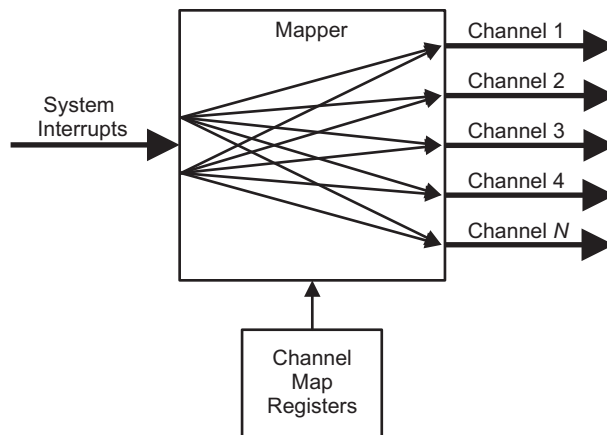 Mapper
Channel 1
Channel 2
System
Interrupts
Channel 3
Channel 4
Channel N
Channel
Map
Registers